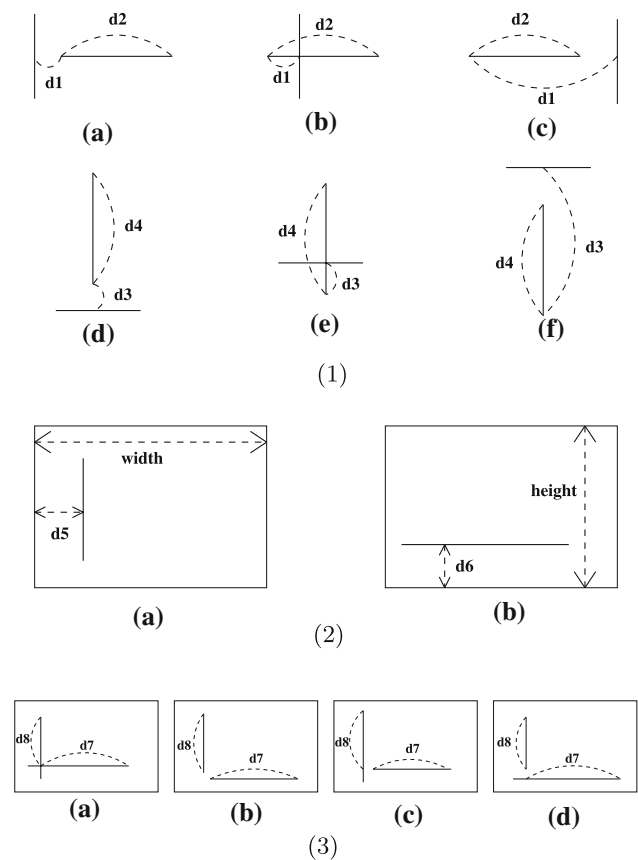 d2 d2 d2
d1 d1 d1
(a) (b) (c)
d4 d4 d4 d3
d3 d3
(d) (e) (f)
(1)
width
height
d5 d6
(a) (b)
(2)
d8 d7 d8 d7 d8 d7 d8 d7
(a) (b) (c) (d)
(3)